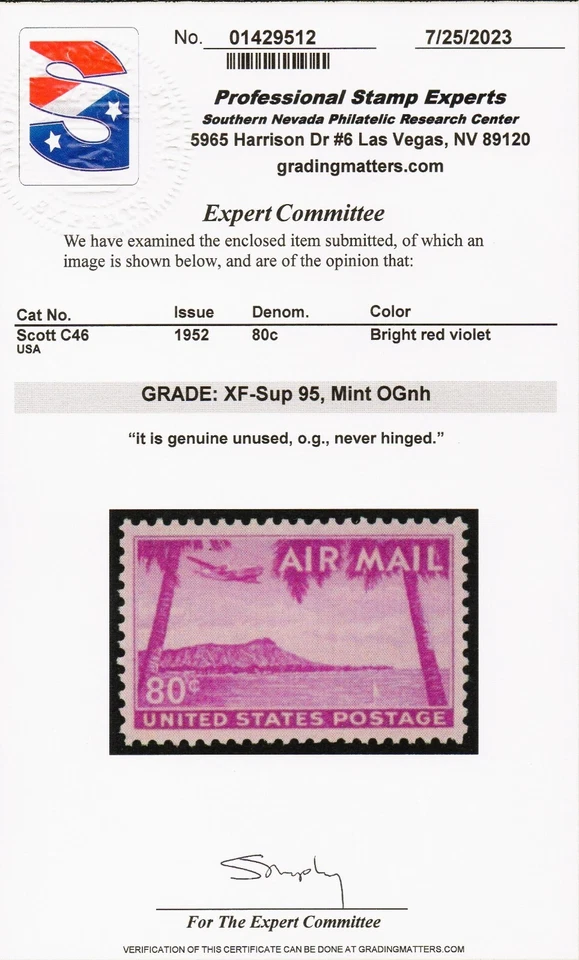 No. 01429512 7/25/2023
Professional Stamp Experts
Southern Nevada Philatelic Research Center
5965 Harrison Dr #6 Las Vegas, NV 89120
gradingmatters.com
EXPERTS
Expert Committee
We have examined the enclosed item submitted, of which an
image is shown below, and are of the opinion that:
Cat No. Issue Denom. Color
Scott C46 1952 80c Bright red violet
USA
GRADE: XF-Sup 95, Mint OGnh
“it is genuine unused, o.g., never hinged.”
AIR MAIL
80¢
UNITED STATES POSTAGE
For The Expert Committee
VERIFICATION OF THIS CERTIFICATE CAN BE DONE AT GRADINGMATTERS.COM